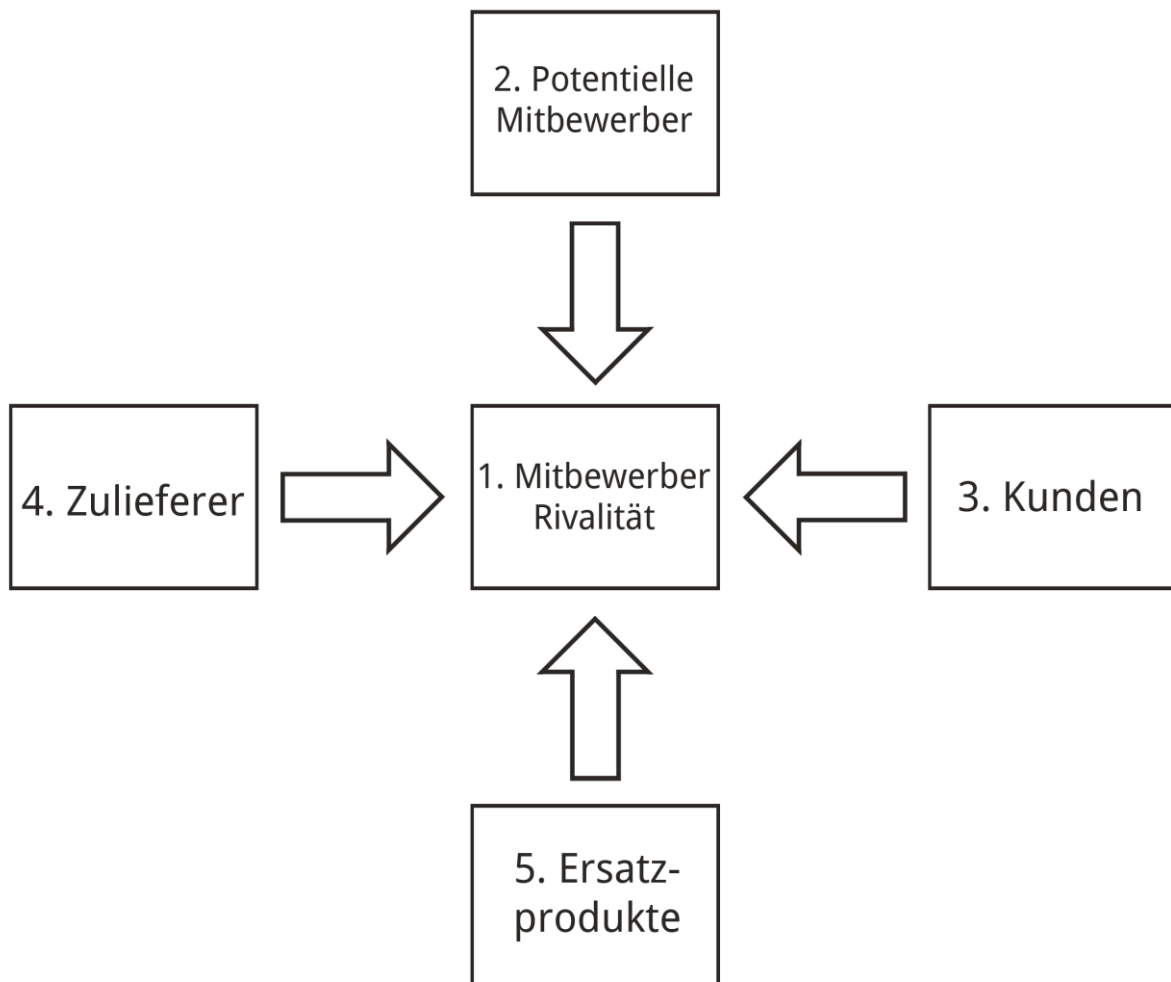 2. Potentielle
Mitbewerber
4. Zulieferer
1. Mitbewerber
Rivalität
3. Kunden
5. Ersatz-
produkte